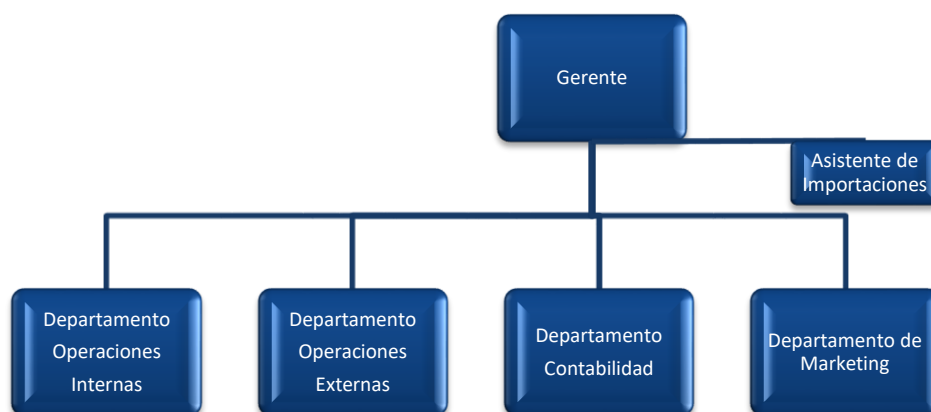 Gerente
Asistente de
Importaciones
Departamento
Operaciones
Internas
Departamento
Operaciones
Externas
Departamento
Contabilidad
Departamento de
Marketing